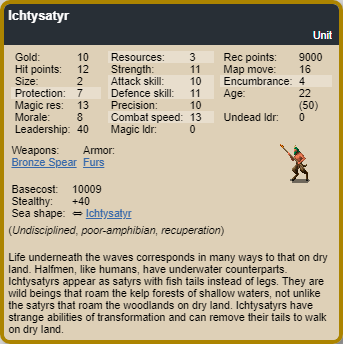 Ichtysatyr
Unit
Gold: 10 Resources: 3 Rec points: 9000
Hit points: 12 Strength: 11 Map move: 16
Size: 2 Attack skill: 10 Encumbrance: 4
Protection: 7 Defence skill: 11 Age: 22
Magic res: 13 Precision: 10 (50)
Morale: 8 Combat speed: 13 Undead ldr: 0
Leadership: 40 Magic ldr: 0
Weapons: Armor:
Bronze Spear Furs
Basecost: 10009
Stealthy: +40
Sea shape: ⇔ Ichtysatyr
(Undisciplined, poor-amphibian, recuperation)
Life underneath the waves corresponds in many ways to that on dry
land. Halfmen, like humans, have underwater counterparts.
Ichtysatyrs appear as satyrs with fish tails instead of legs. They are
wild beings that roam the kelp forests of shallow waters, not unlike
the satyrs that roam the woodlands on dry land. Ichtysatyrs have
strange abilities of transformation and can remove their tails to walk
on dry land.